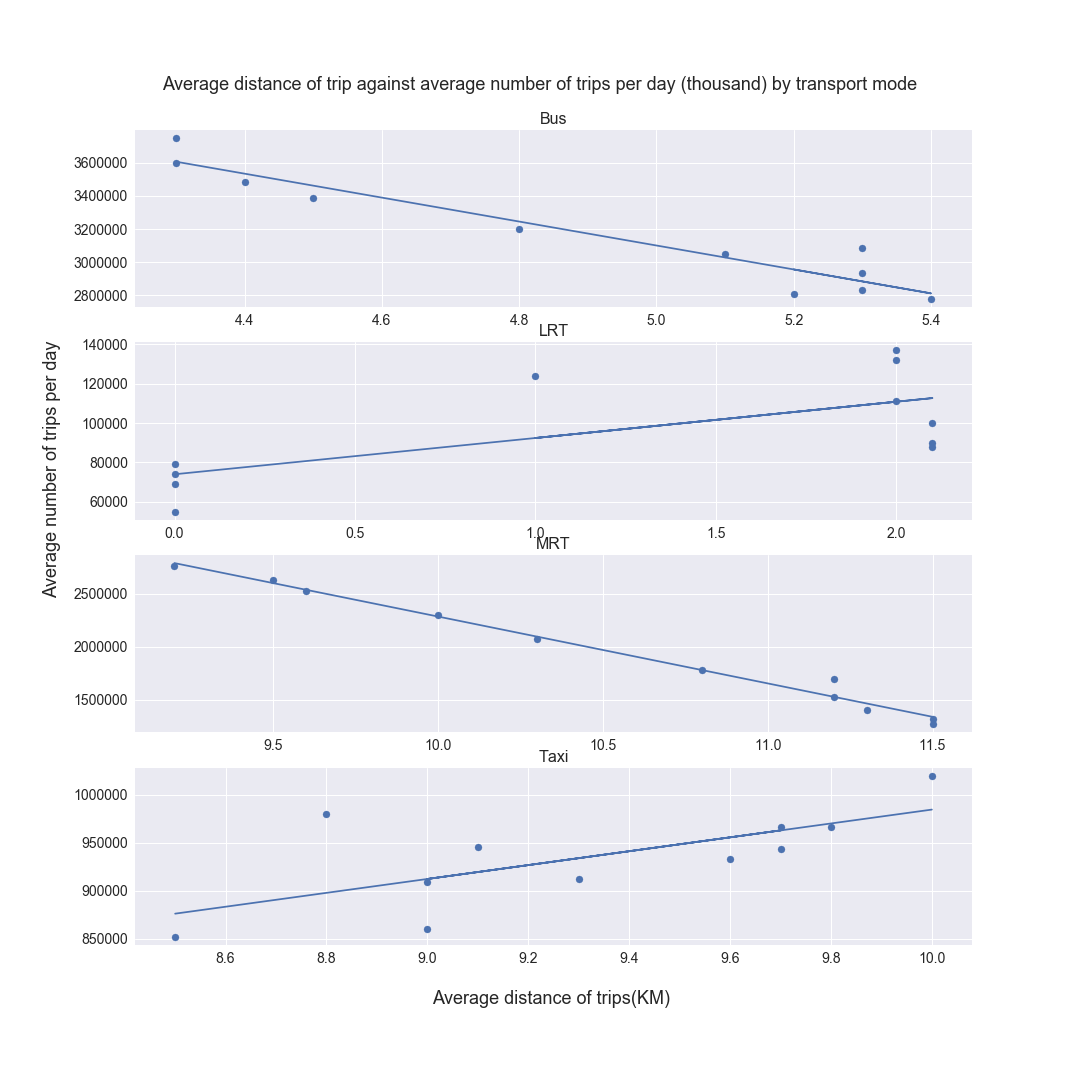 Average distance of trip against average number of trips per day (thousand) by transport mode
Bus
3600000
3400000
3200000
3000000
2800000
4.4 4.6 4.8 5.0 5.2 5.4
LRT
140000
120000
100000
80000
60000
0.0 0.5 1.0 1.5 2.0
MRT
2500000
2000000
1500000
9.5 10.0 10.5 11.0 11.5
Taxi
1000000
950000
900000
850000
8.6 8.8 9.0 9.2 9.4 9.6 9.8 10.0
Average number of trips per day
Average distance of trips(KM)